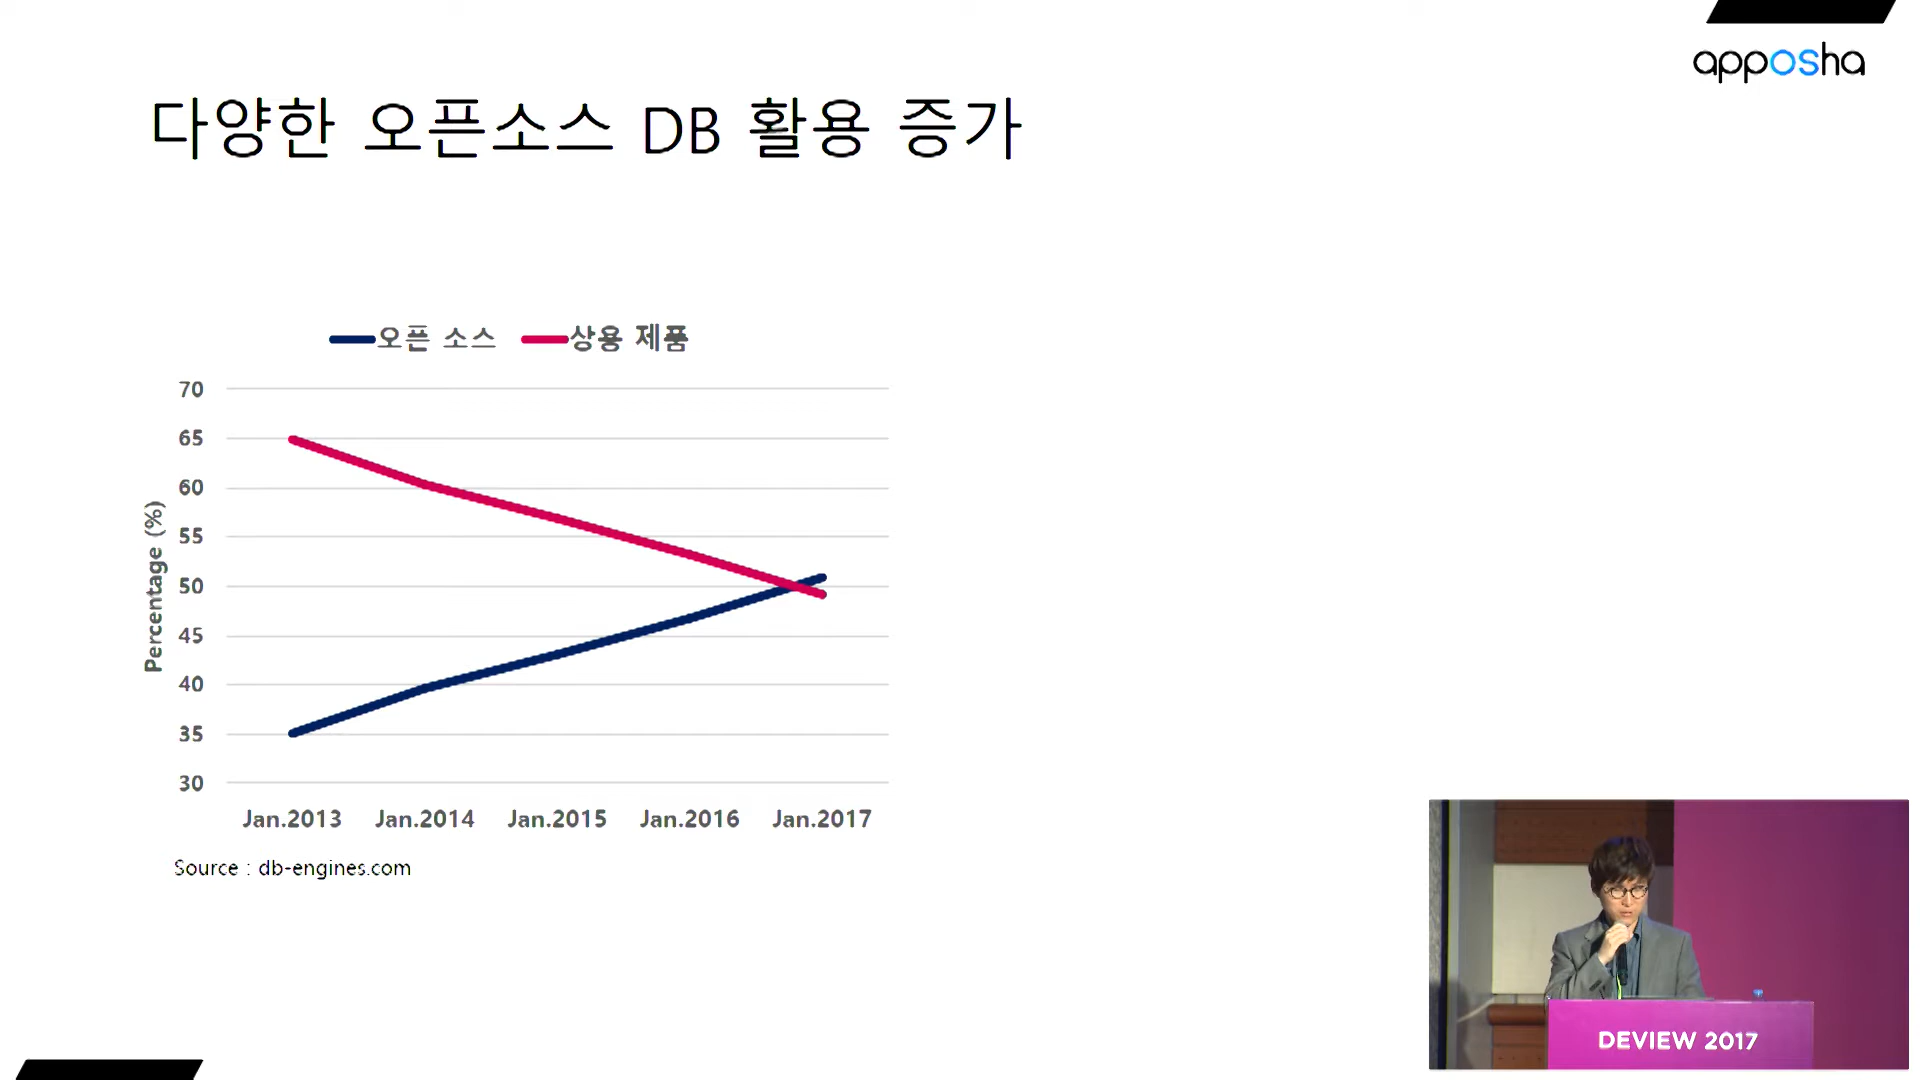 apposha
다양한 오픈소스 DB 활용 증가
오픈 소스 상용 제품
70
65
60
55
50
45
40
35
30
Percentage (%)
Jan.2013 Jan.2014 Jan.2015 Jan.2016 Jan.2017
Source : db-engines.com
DEVIEW 2017